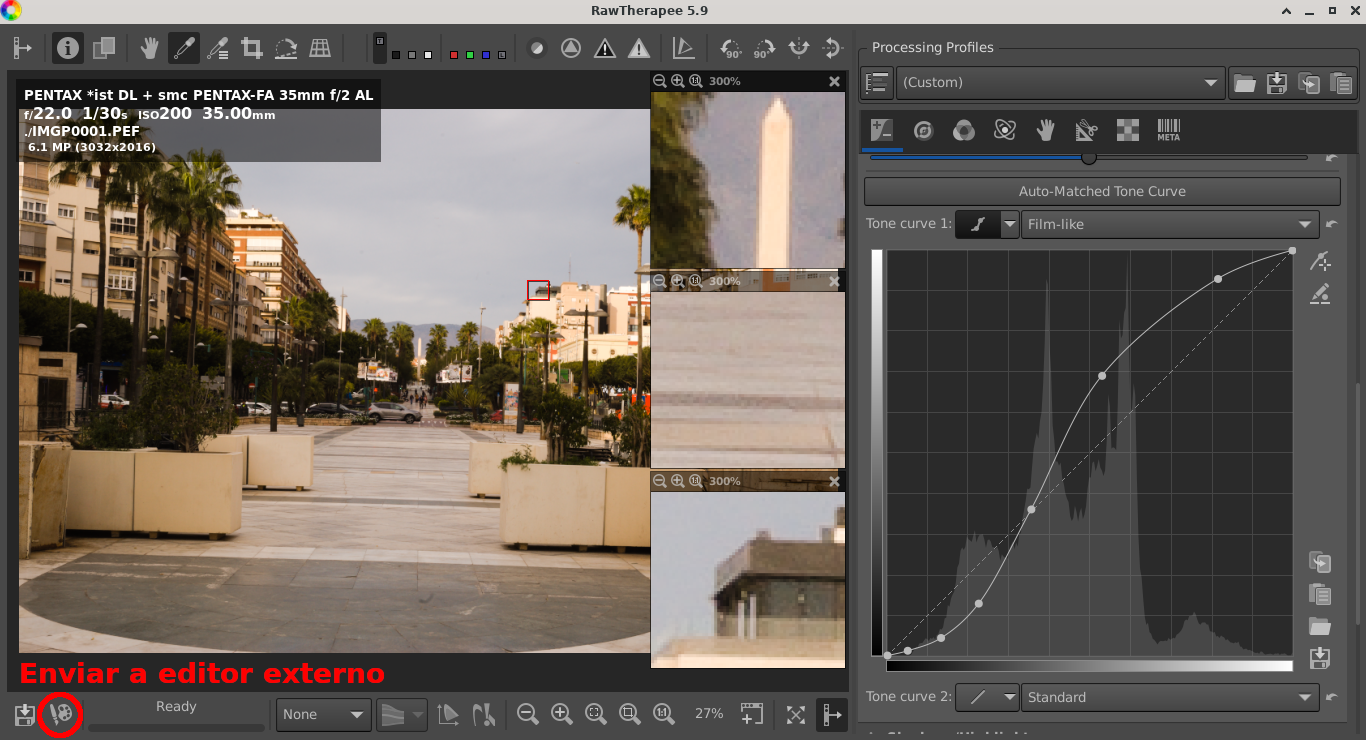 RawTherapee 5.9
PENTAX *ist DL + smc PENTAX-FA 35mm f/2 AL
f/22.0 1/30s ISO200 35.00mm
./IMGP0001.PEF
6.1 MP (3032x2016)
300%
300%
300%
Enviar a editor externo
Ready
None
27%
Processing Profiles
(Custom)
META
Auto-Matched Tone Curve
Tone curve 1:
Film-like
Tone curve 2:
Standard